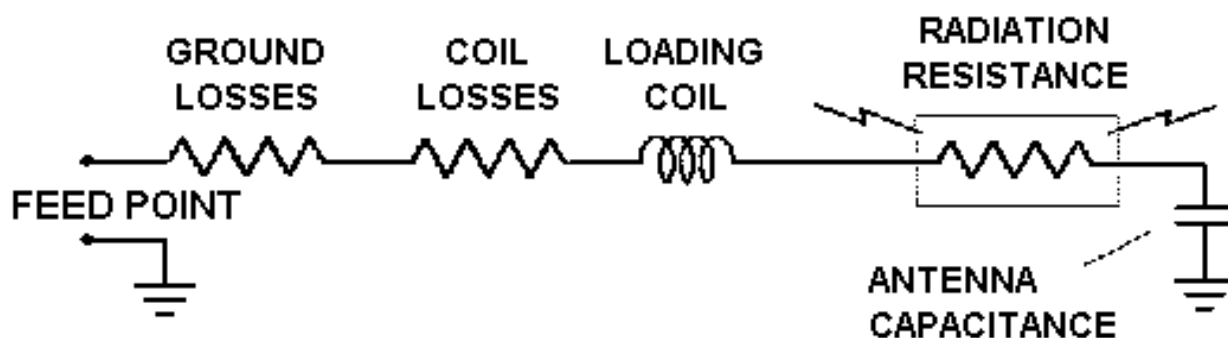 GROUND
LOSSES
COIL
LOSSES
LOADING
COIL
RADIATION
RESISTANCE
FEED POINT
ANTENNA
CAPACITANCE